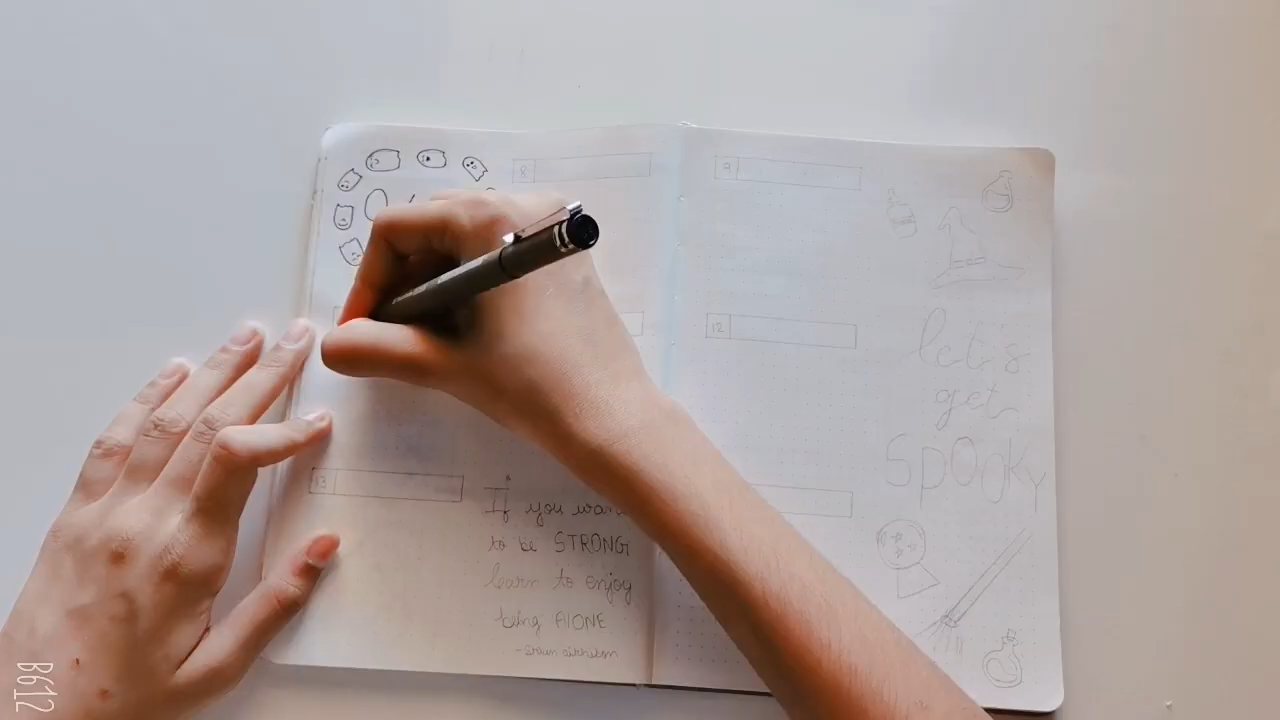 8
13
If you wan
to be STRONG
learn to enjoy
being AlONE
9
12
let's
get
SPOOKY
B612